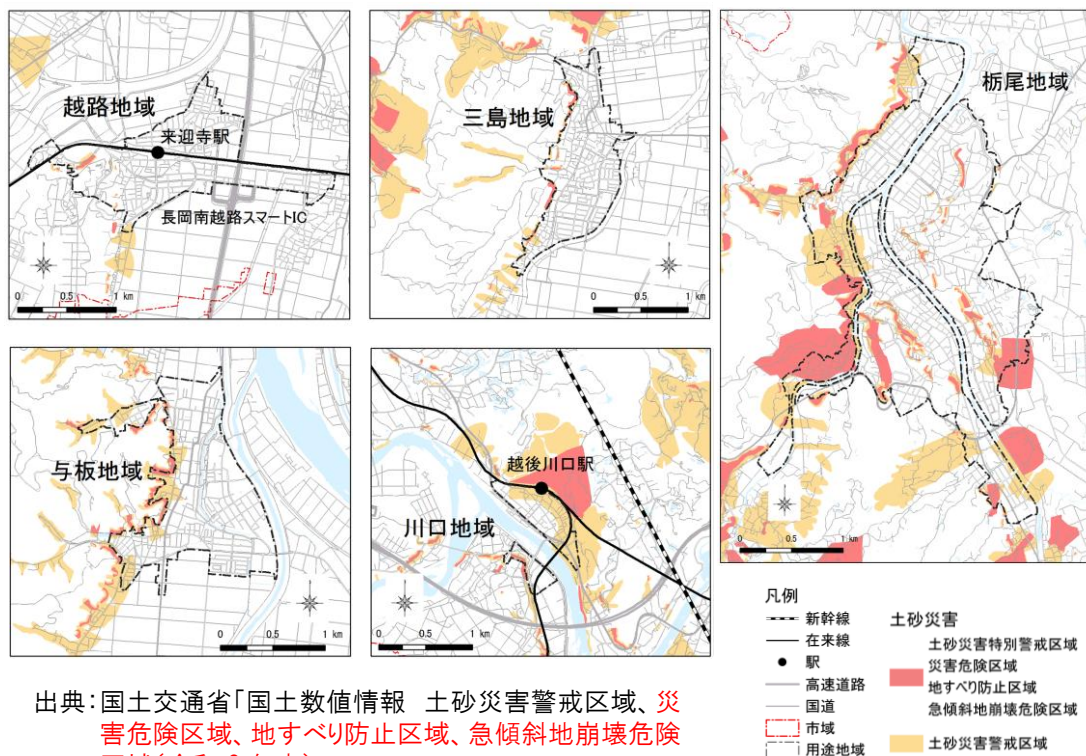 越路地域
来迎寺駅
長岡南越路スマートIC
0 0.5 1 km
三島地域
0 0.5 1 km
栃尾地域
0 0.5 1 km
与板地域
0 0.5 1 km
越後川口駅
川口地域
0 0.5 1 km
凡例
新幹線
在来線
駅
高速道路
国道
市域
用途地域
土砂災害
土砂災害特別警戒区域
災害危険区域
地すべり防止区域
急傾斜地崩壊危険区域
土砂災害警戒区域
出典：国土交通省「国土数値情報 土砂災害警戒区域、災
害危険区域、地すべり防止区域、急傾斜地崩壊危険